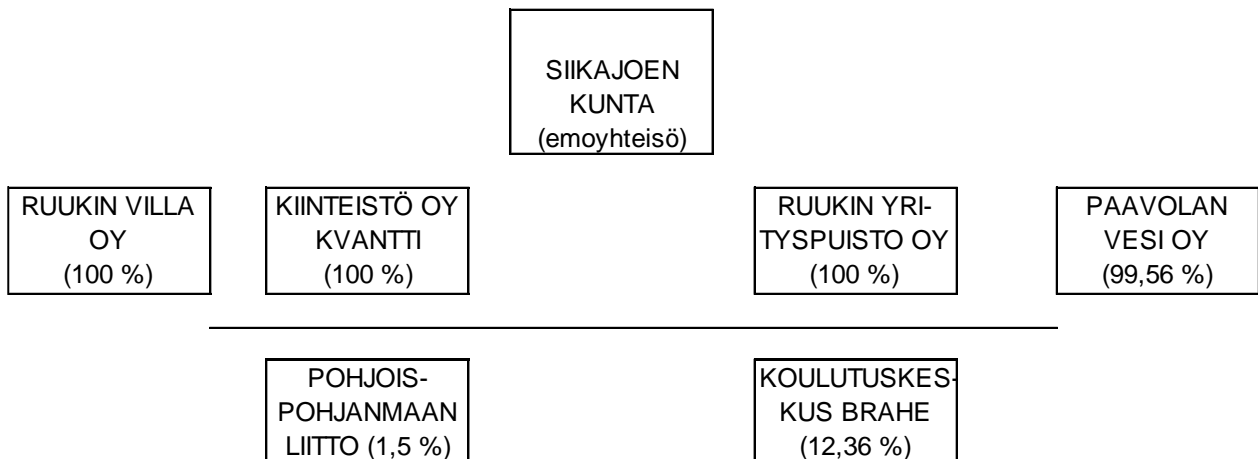 SIIKAJOEN
KUNTA
(emoyhteisö)
RUUKIN VILLA
OY
(100 %)
KIINTEISTÖ OY
KVANTTI
(100 %)
RUUKIN YRI-
TYSPUISTO OY
(100 %)
PAAVOLAN
VESI OY
(99,56 %)
POHJOIS-
POHJANMAAN
LIITTO (1,5 %)
KOULUTUSKES-
KUS BRAHE
(12,36 %)